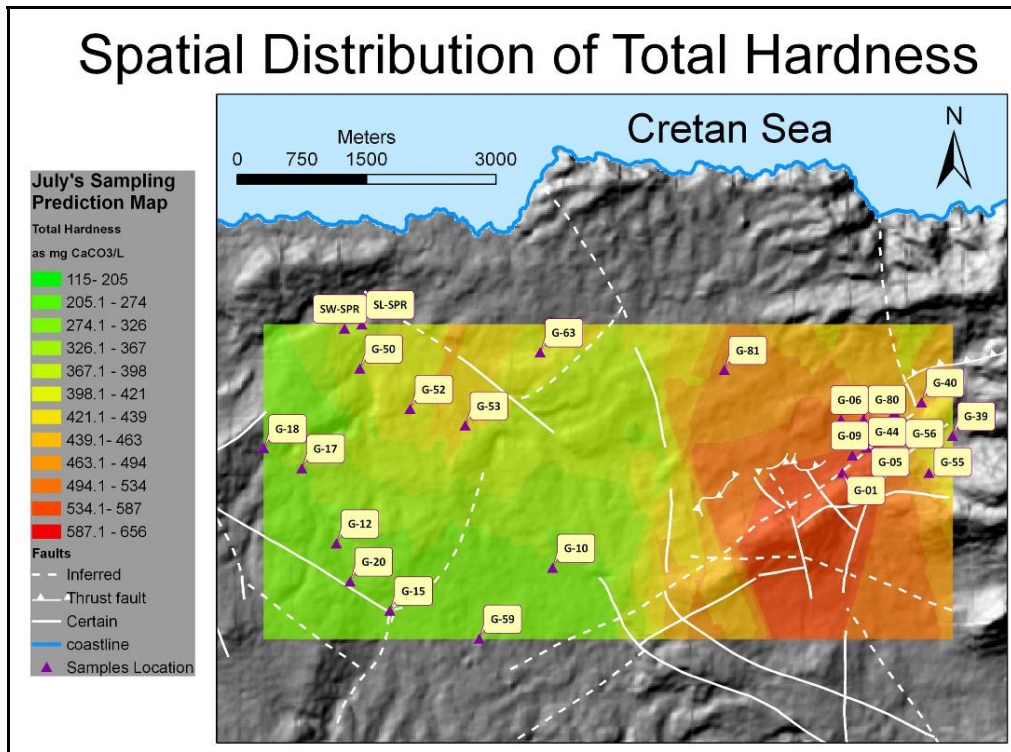 Spatial Distribution of Total Hardness
Meters
0 750 1500 3000
Cretan Sea
N
July's Sampling
Prediction Map
Total Hardness
as mg CaCO3/L
115- 205
205.1 - 274
274.1 - 326
326.1 - 367
367.1 - 398
398.1 - 421
421.1 - 439
439.1- 463
463.1 - 494
494.1 - 534
534.1- 587
587.1 - 656
Faults
Inferred
Thrust fault
Certain
coastline
Samples Location
SW-SPR
SL-SPR
G-50
G-63
G-81
G-52
G-53
G-06
G-80
G-40
G-39
G-18
G-17
G-09
G-44
G-56
G-05
G-55
G-01
G-12
G-20
G-10
G-15
G-59